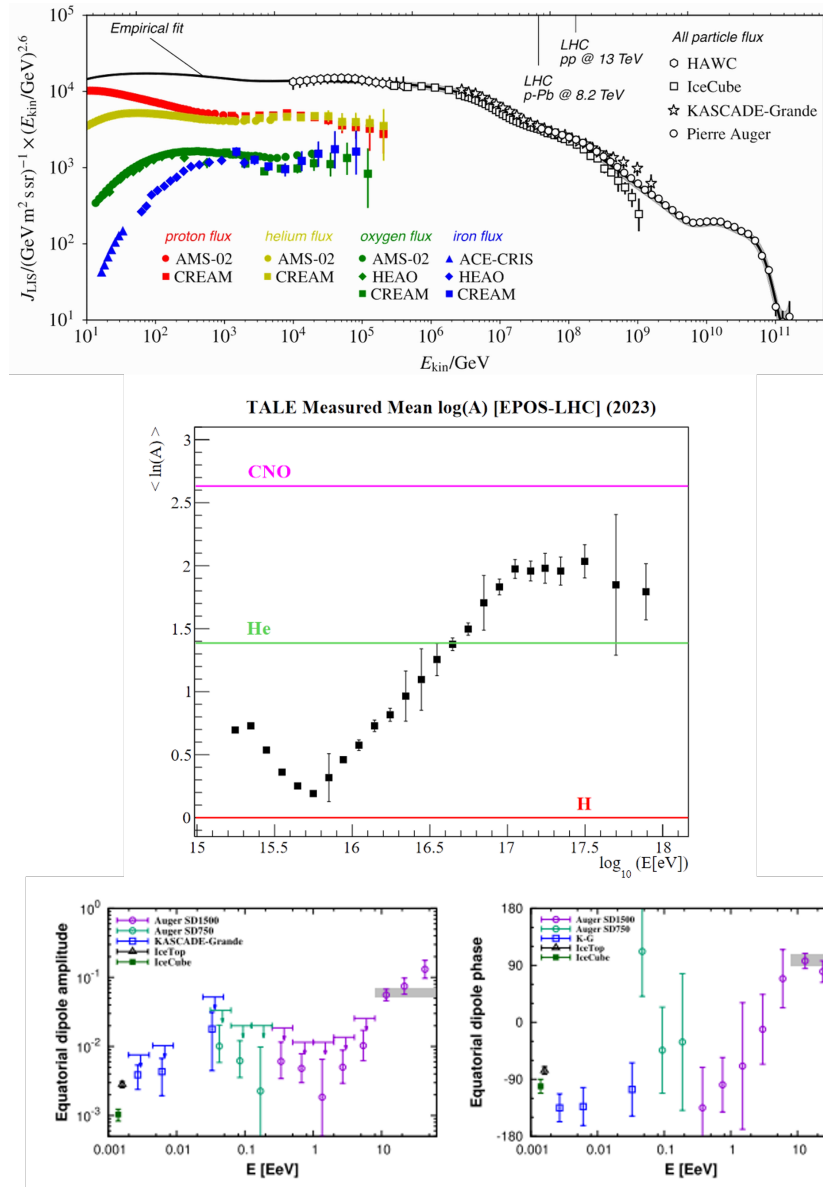 10^5
10^4
10^3
10^2
10^1
J_LIS/(GeV m² s sr)^−1 × (E_kin/GeV)^2.6
Empirical fit
LHC
pp @ 13 TeV
LHC
p-Pb @ 8.2 TeV
All particle flux
HAWC
IceCube
KASCADE-Grande
Pierre Auger
proton flux helium flux oxygen flux iron flux
AMS-02 AMS-02 AMS-02 ACE-CRIS
CREAM CREAM HEAO HEAO
CREAM CREAM
10^1 10^2 10^3 10^4 10^5 10^6 10^7 10^8 10^9 10^10 10^11
E_kin/GeV
TALE Measured Mean log(A) [EPOS-LHC] (2023)
< ln(A) >
3
2.5
2
1.5
1
0.5
0
CNO
He
H
15 15.5 16 16.5 17 17.5 18
log_10 (E[eV])
Equatorial dipole amplitude
10^0
10^-1
10^-2
10^-3
Auger SD1500
Auger SD750
KASCADE-Grande
IceTop
IceCube
0.001 0.01 0.1 1 10
E [EeV]
Equatorial dipole phase
180
90
0
-90
-180
Auger SD1500
Auger SD750
K-G
IceTop
IceCube
0.001 0.01 0.1 1 10
E [EeV]